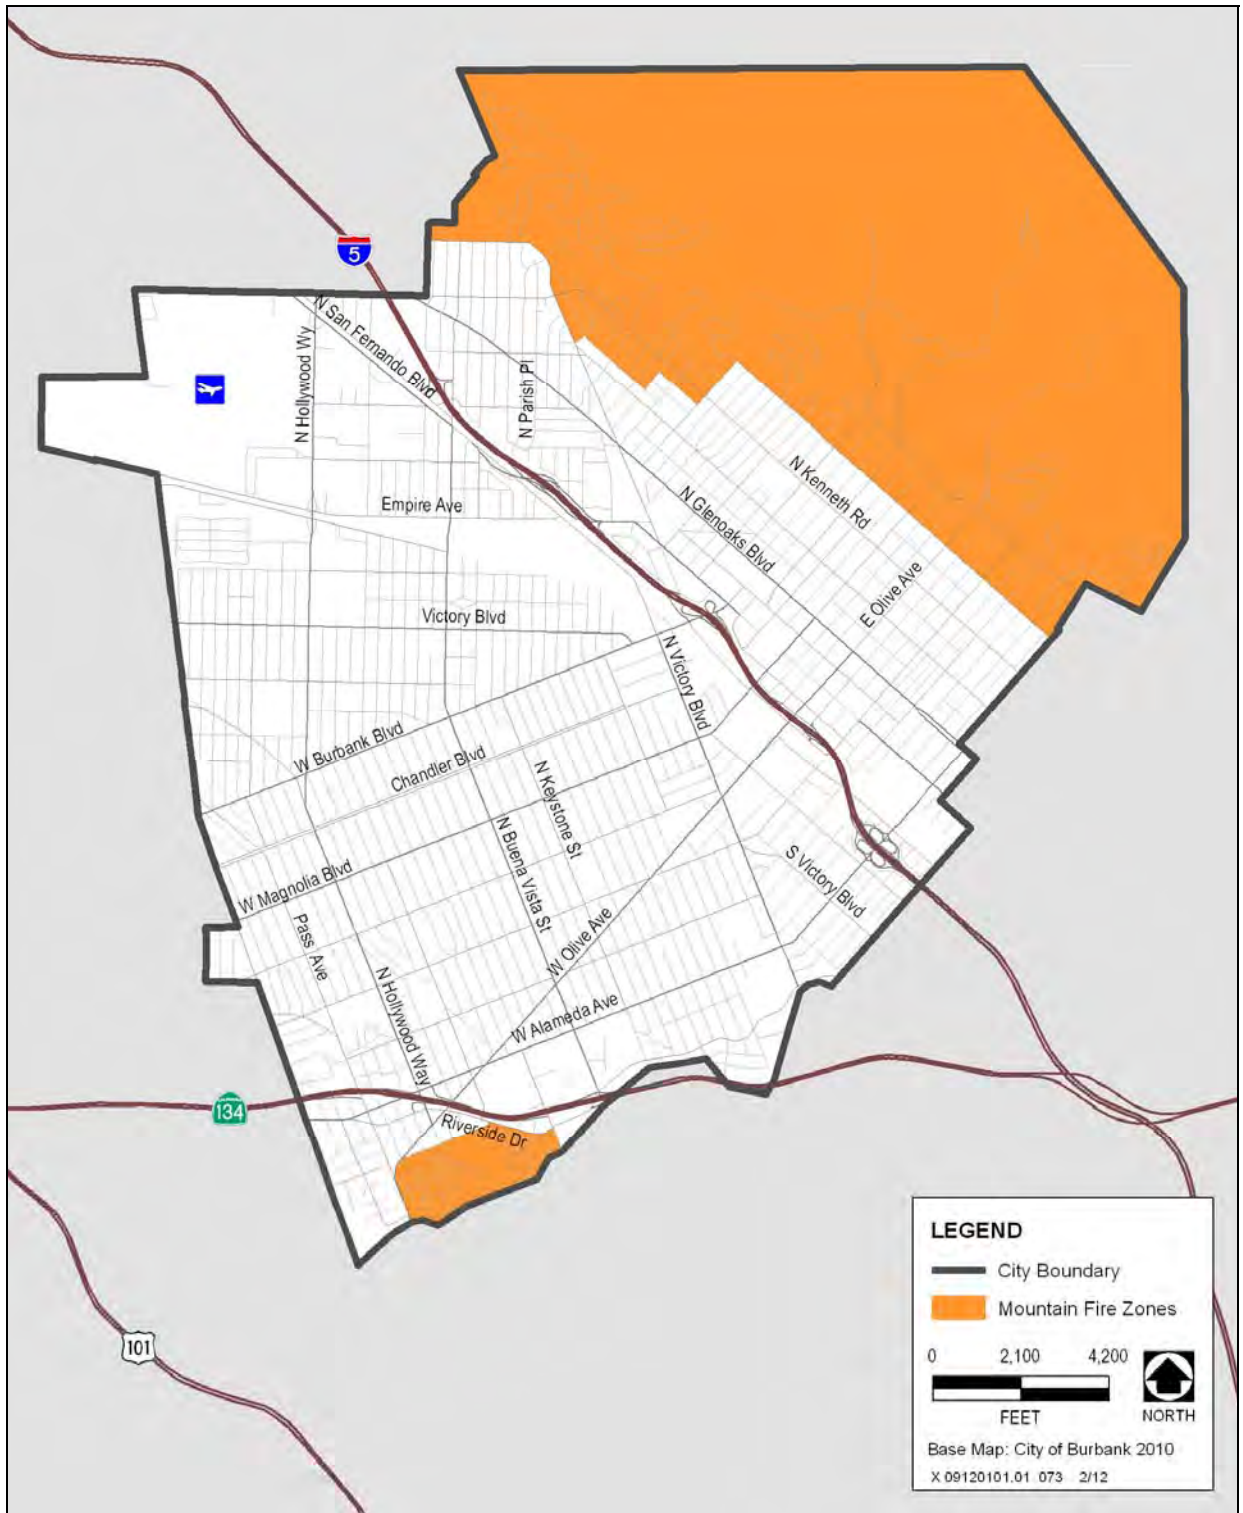 5
N San Fernando Blvd
N Hollywood Wy
N Parish Pl
N Kenneth Rd
N Glenoaks Blvd
Empire Ave
E Olive Ave
Victory Blvd
N Victory Blvd
W Burbank Blvd
Chandler Blvd
N Keystone St
N Buena Vista St
S Victory Blvd
W Magnolia Blvd
Pass Ave
W Olive Ave
N Hollywood Way
W Alameda Ave
134
Riverside Dr
101
LEGEND
City Boundary
Mountain Fire Zones
0 2,100 4,200
FEET
NORTH
Base Map: City of Burbank 2010
X 09120101.01 073 2/12